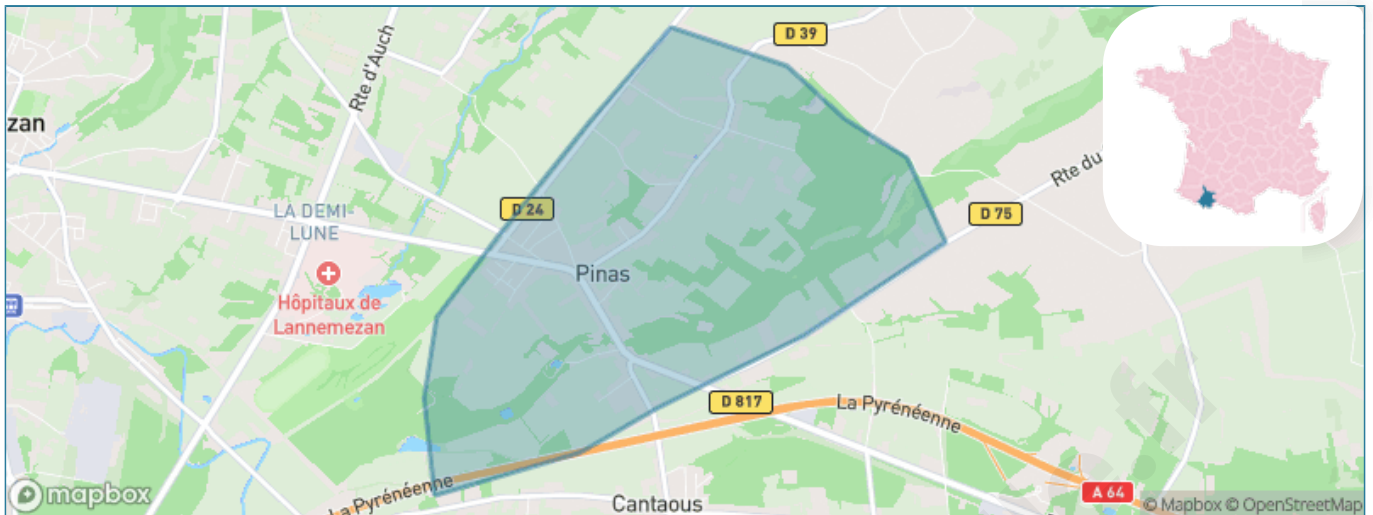 D 39
Rte d'Auch
zan
Rte du
D 24
LA DEMI-
LUNE
D 75
Pinas
Hôpitaux de
Lannemezan
D 817
La Pyrénéenne
La Pyrénéenne
A 64
mapbox
Cantaous
© Mapbox © OpenStreetMap